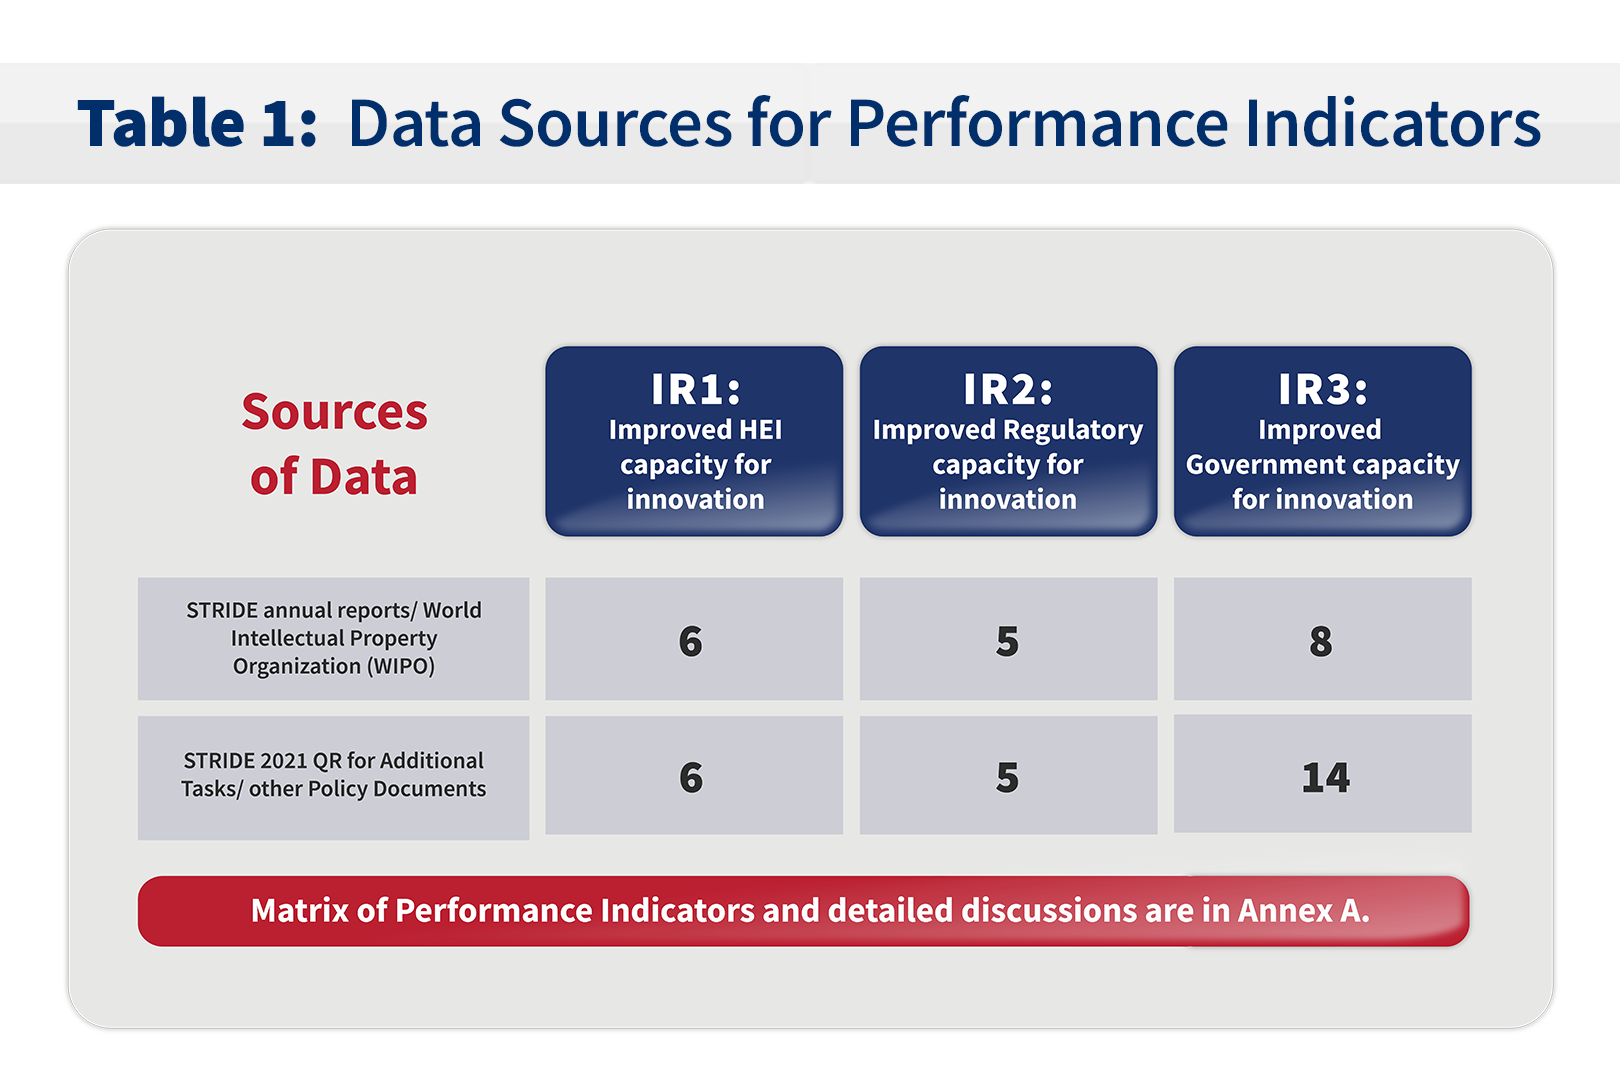 Table 1: Data Sources for Performance Indicators
Sources
of Data
IR1:
Improved HEI
capacity for
innovation
IR2:
Improved Regulatory
capacity for
innovation
IR3:
Improved
Government capacity
for innovation
STRIDE annual reports/ World
Intellectual Property
Organization (WIPO)
6
5
8
STRIDE 2021 QR for Additional
Tasks/ other Policy Documents
6
5
14
Matrix of Performance Indicators and detailed discussions are in Annex A.